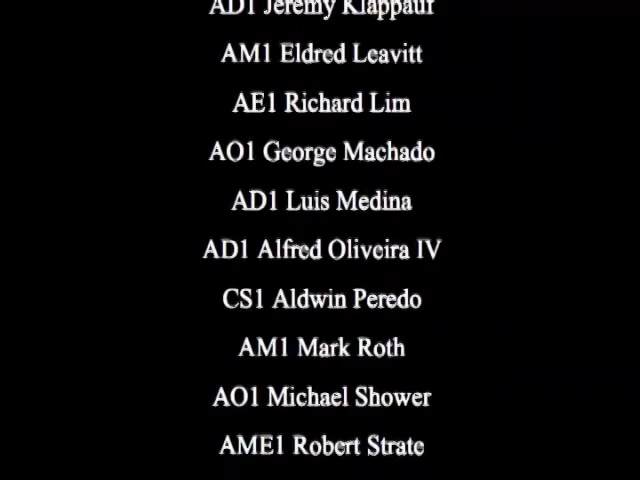 AD1 Jeremy Klappauf
AM1 Eldred Leavitt
AE1 Richard Lim
AO1 George Machado
AD1 Luis Medina
AD1 Alfred Oliveira IV
CS1 Aldwin Peredo
AM1 Mark Roth
AO1 Michael Shower
AME1 Robert Strate